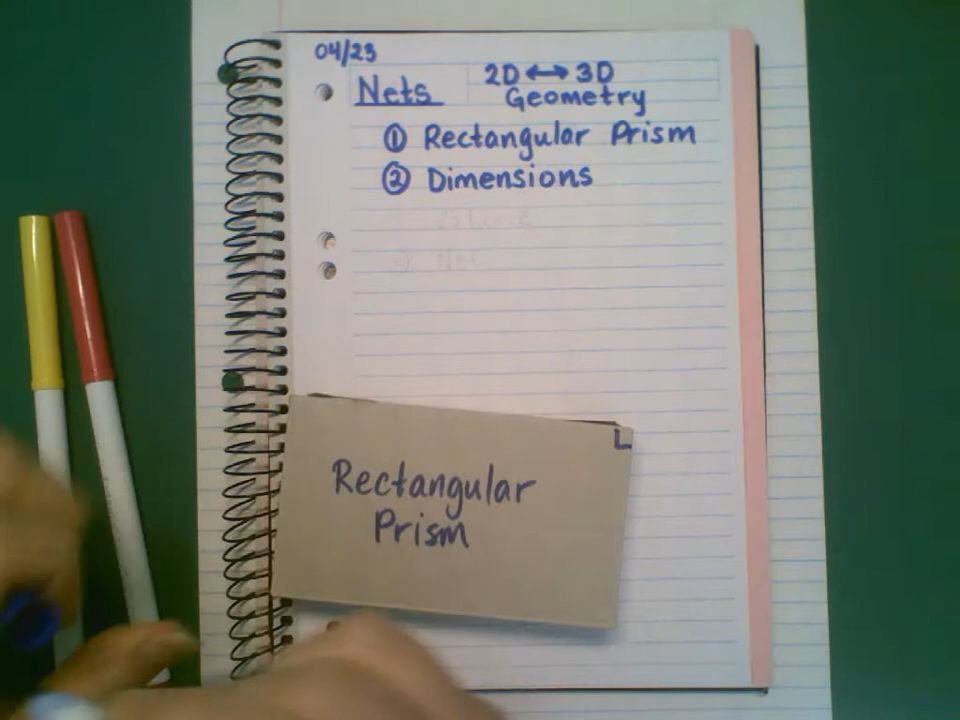 04/23
Nets
2D ↔ 3D
Geometry
① Rectangular Prism
② Dimensions
Rectangular
Prism